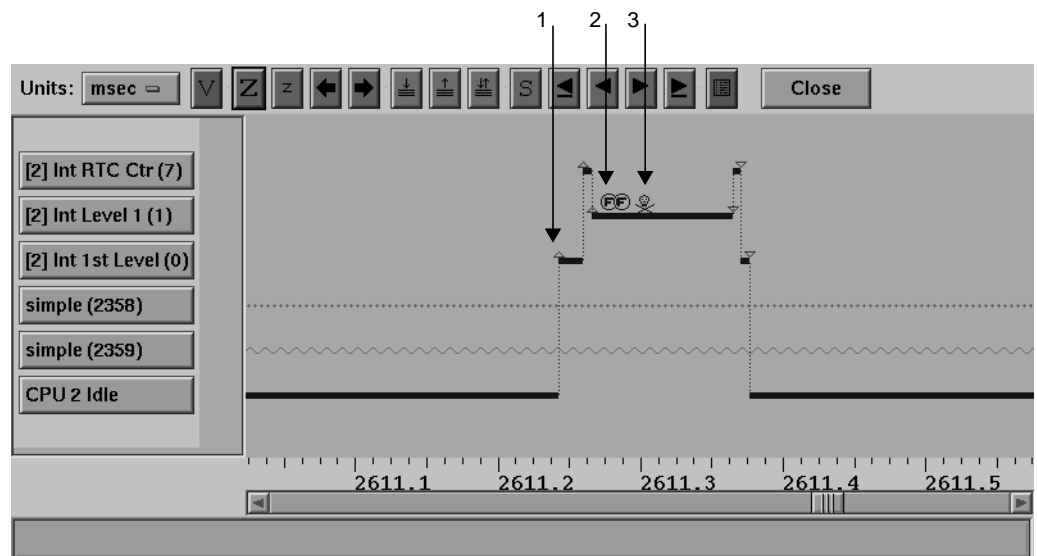 1 2 3
Units: msec V Z z S Close
[2] Int RTC Ctr (7)
[2] Int Level 1 (1)
FF
[2] Int 1st Level (0)
simple (2358)
simple (2359)
CPU 2 Idle
2611.1 2611.2 2611.3 2611.4 2611.5